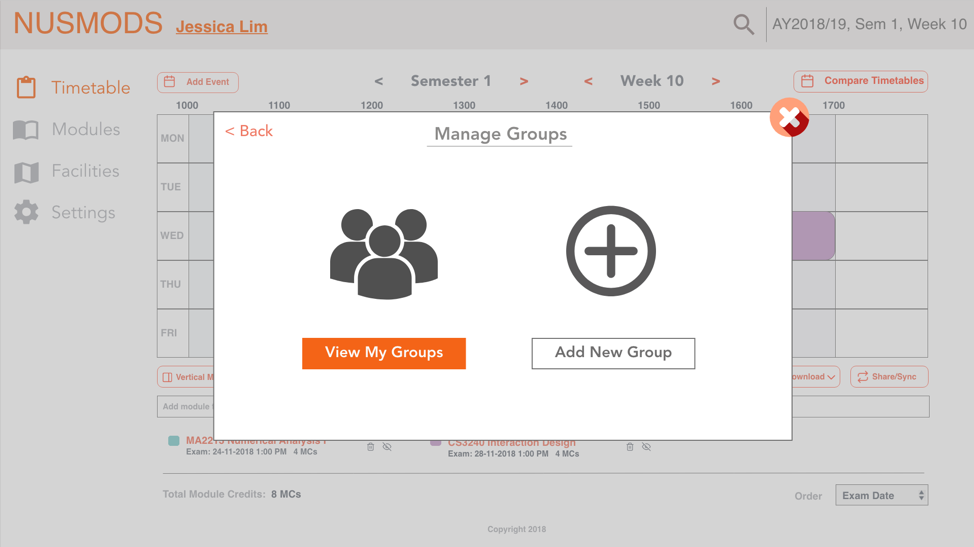 NUSMODS Jessica Lim
AY2018/19, Sem 1, Week 10
Timetable
Modules
Facilities
Settings
Add Event
< Semester 1 >
< Week 10 >
Compare Timetables
1000 1100 1200 1300 1400 1500 1600 1700
MON
TUE
WED
THU
FRI
< Back
Manage Groups
View My Groups
Add New Group
Vertical M
ownload
Share/Sync
Add module
MA2213 Numerical Analysis I
Exam: 24-11-2018 1:00 PM 4 MCs
CS3240 Interaction Design
Exam: 28-11-2018 1:00 PM 4 MCs
Total Module Credits: 8 MCs
Order
Exam Date
Copyright 2018